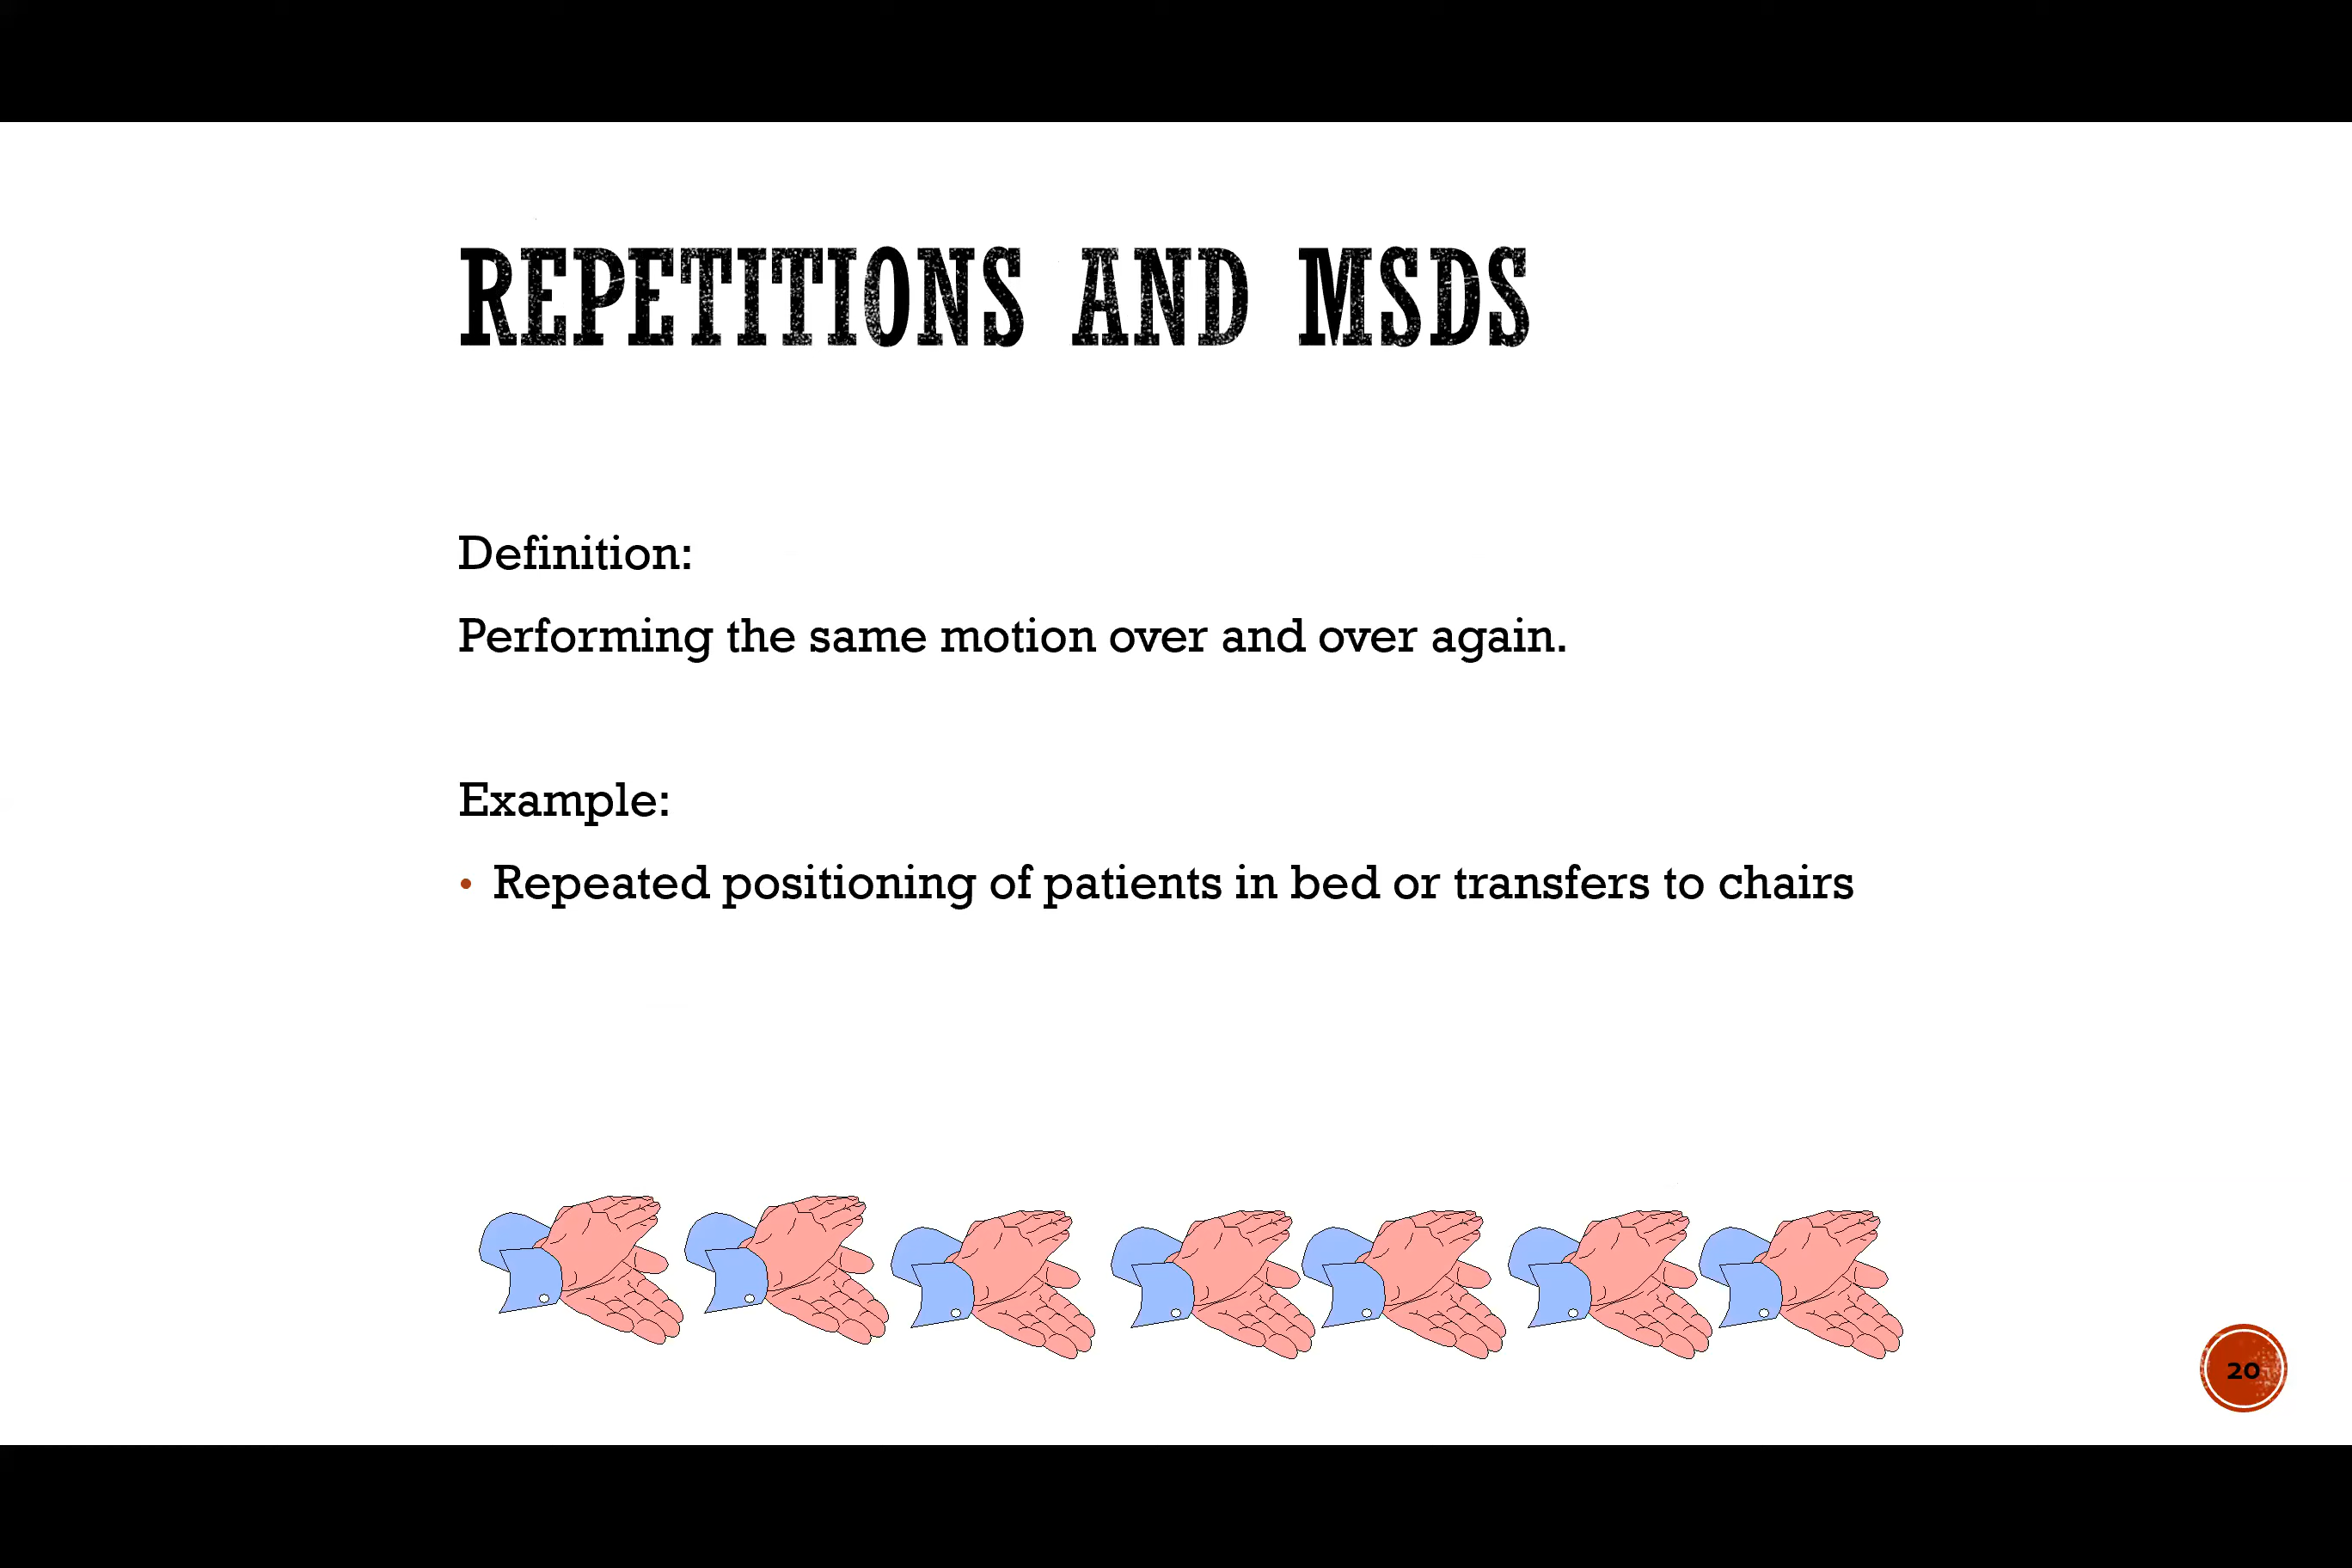 REPETITIONS AND MSDS
Definition:
Performing the same motion over and over again.
Example:
• Repeated positioning of patients in bed or transfers to chairs
20